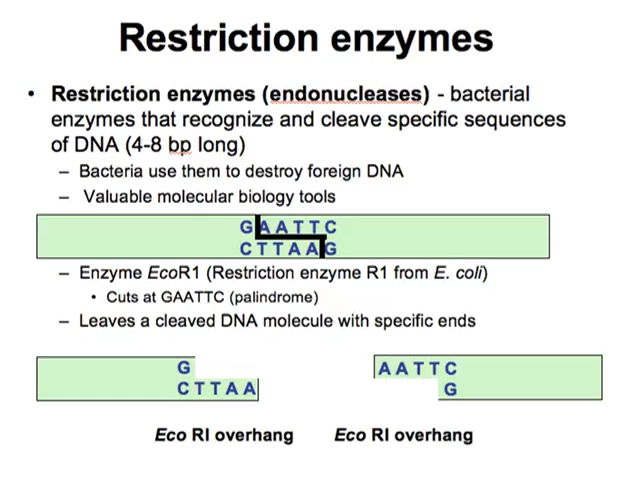 Restriction enzymes
• Restriction enzymes (endonucleases) - bacterial
enzymes that recognize and cleave specific sequences
of DNA (4-8 bp long)
– Bacteria use them to destroy foreign DNA
– Valuable molecular biology tools
G A A T T C
C T T A A G
– Enzyme EcoR1 (Restriction enzyme R1 from E. coli)
• Cuts at GAATTC (palindrome)
– Leaves a cleaved DNA molecule with specific ends
G A A T T C
C T T A A G
Eco RI overhang Eco RI overhang